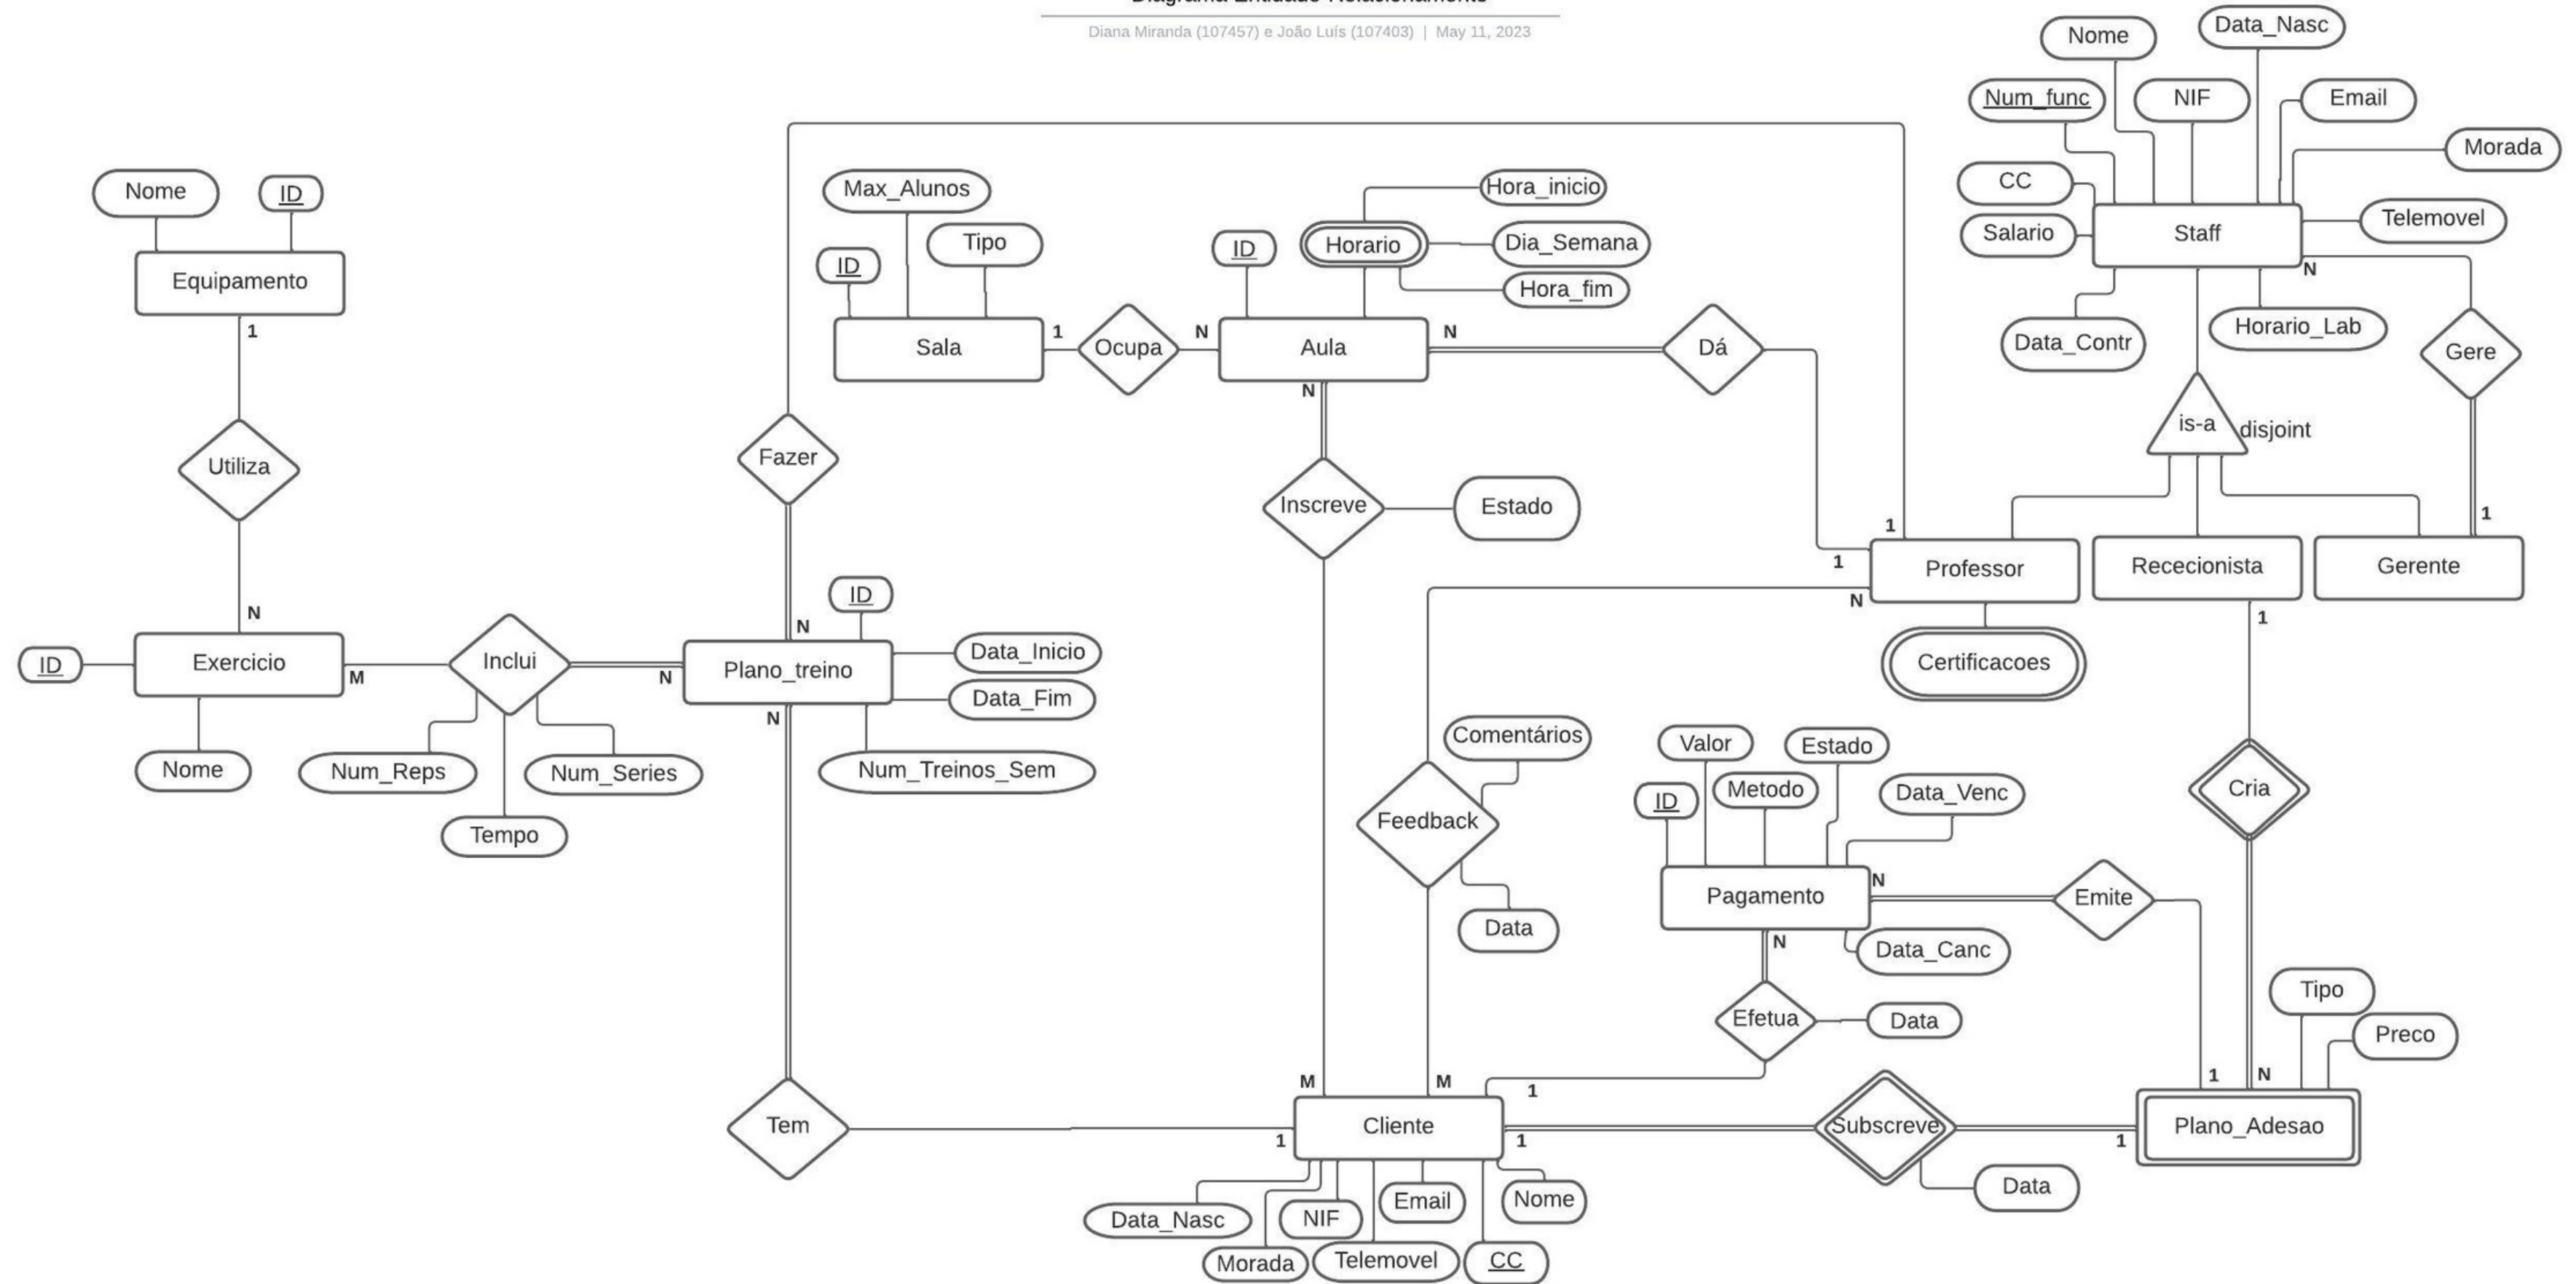 Diagrama Entidade-Relacionamento
Diana Miranda (107457) e João Luís (107403) | May 11, 2023
Nome
Data_Nasc
Num_func
NIF
Email
Morada
CC
Salario
Staff
Telemovel
N
Data_Contr
Horario_Lab
Gere
is-a
disjoint
1
Nome
ID
Equipamento
1
Utiliza
N
Max_Alunos
Tipo
ID
Sala
1
Ocupa
N
ID
Horario
Hora_inicio
Dia_Semana
Hora_fim
Aula
N
N
Dá
1
1
Fazer
Inscreve
Estado
Professor
Rececionista
Gerente
N
1
Certificacoes
ID
Exercicio
M
Inclui
N
N
ID
Plano_treino
Data_Inicio
Data_Fim
N
Nome
Num_Reps
Num_Series
Num_Treinos_Sem
Tempo
Comentários
Feedback
Data
Valor
Estado
ID
Metodo
Data_Venc
Cria
Pagamento
N
Emite
N
Data_Canc
Tipo
Efetua
Data
Preco
M
M
1
1
N
Tem
1
Cliente
1
Subscreve
1
Plano_Adesao
Data
Data_Nasc
NIF
Email
Nome
Morada
Telemovel
CC